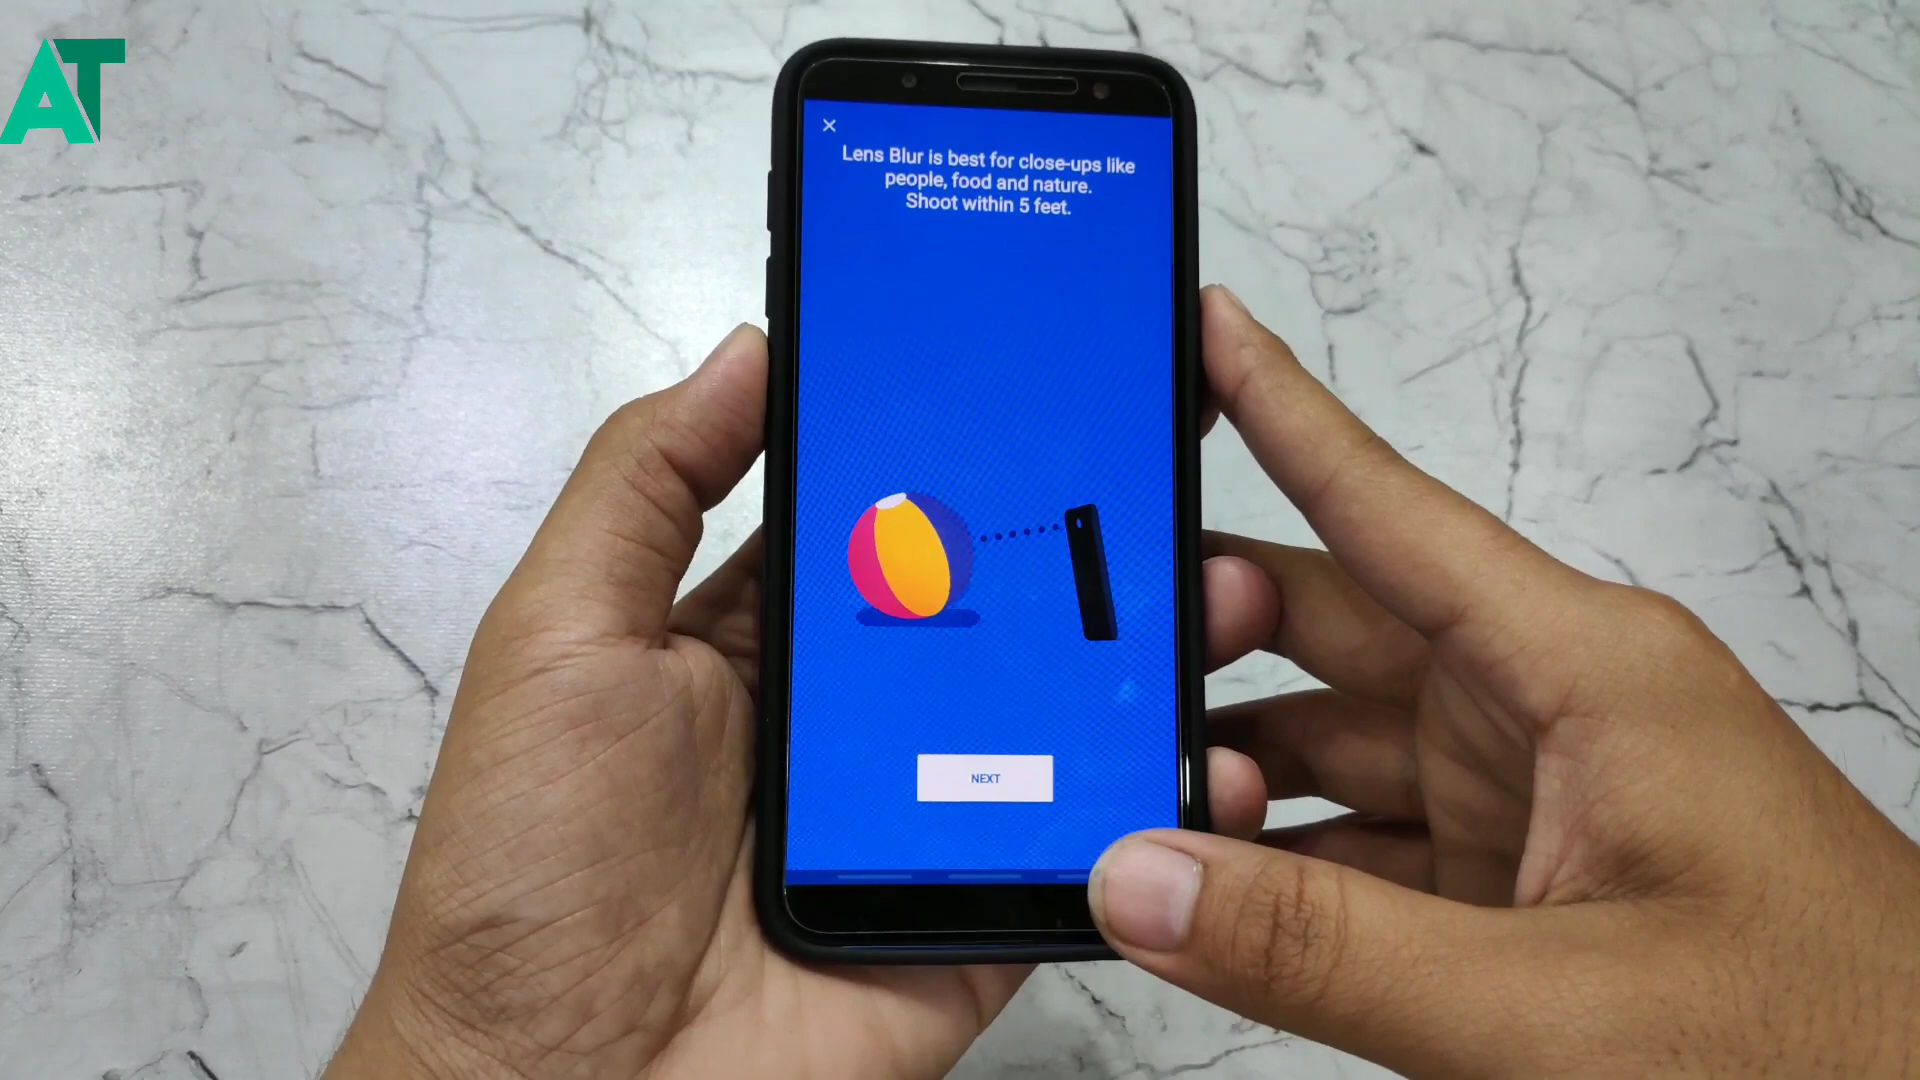 AT
Lens Blur is best for close-ups like
people, food and nature.
Shoot within 5 feet.
NEXT